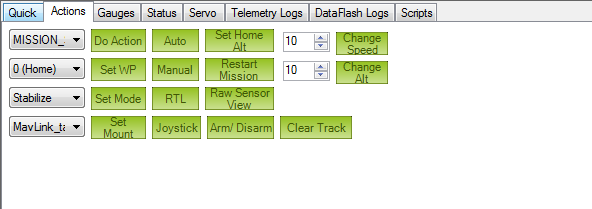 Quick Actions Gauges Status Servo Telemetry Logs DataFlash Logs Scripts
MISSION_ Do Action Auto Set Home Alt 10 Change Speed
0 (Home) Set WP Manual Restart Mission 10 Change Alt
Stabilize Set Mode RTL Raw Sensor View
MavLink_ta Set Mount Joystick Arm/ Disarm Clear Track